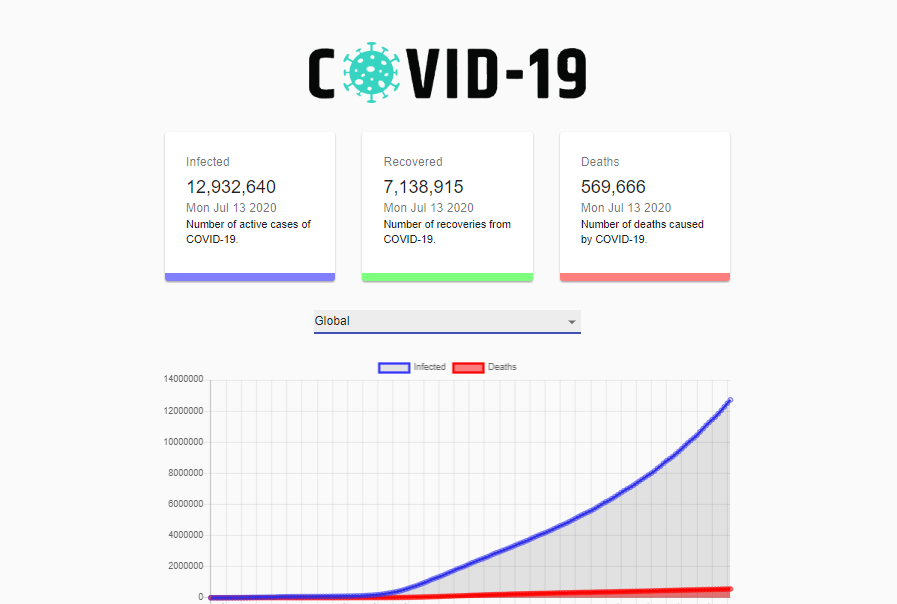 COVID-19
Infected
12,932,640
Mon Jul 13 2020
Number of active cases of
COVID-19.
Recovered
7,138,915
Mon Jul 13 2020
Number of recoveries from
COVID-19.
Deaths
569,666
Mon Jul 13 2020
Number of deaths caused
by COVID-19.
Global
Infected Deaths
14000000
12000000
10000000
8000000
6000000
4000000
2000000
0